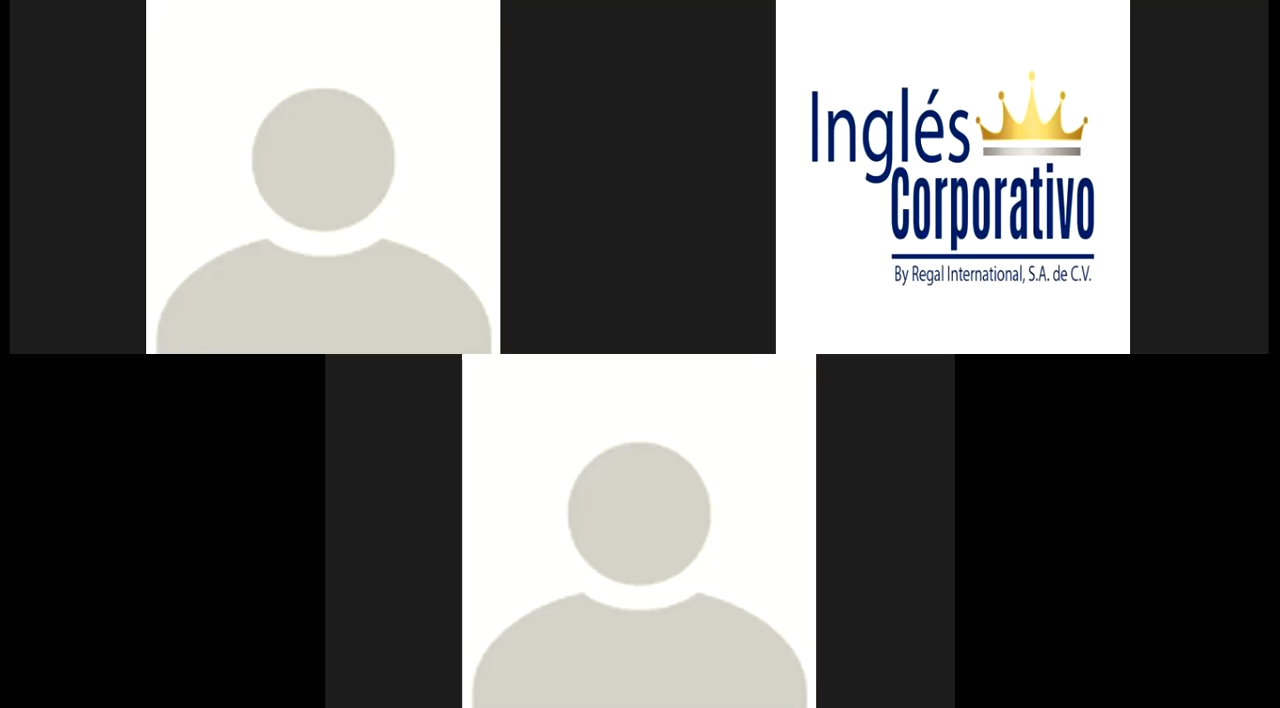 Inglés
Corporativo
By Regal International, S.A. de C.V.